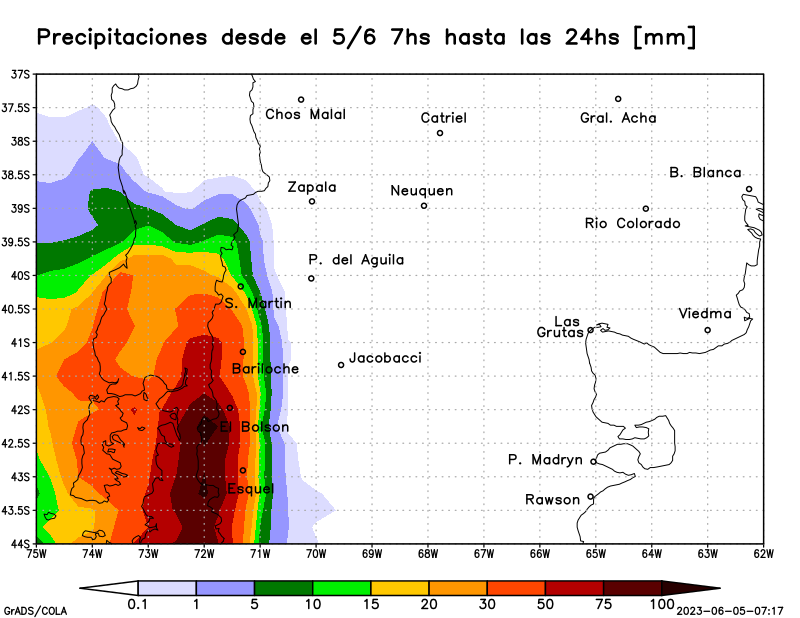 Precipitaciones desde el 5/6 7hs hasta las 24hs [mm]
37S
37.5S
Chos Malal
Catriel
Gral. Acha
38S
38.5S
B. Blanca
Zapala
Neuquen
39S
Rio Colorado
39.5S
P. del Aguila
40S
S. Martin
40.5S
Las
Grutas
Viedma
41S
Bariloche
Jacobacci
41.5S
42S
El Bolson
42.5S
P. Madryn
43S
Esquel
Rawson
43.5S
44S
75W 74W 73W 72W 71W 70W 69W 68W 67W 66W 65W 64W 63W 62W
0.1 1 5 10 15 20 30 50 75 100
GrADS/COLA
2023-06-05-07:17